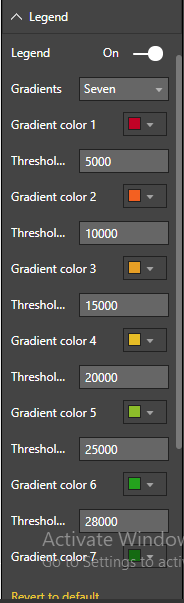 Legend
Legend On
Gradients Seven
Gradient color 1
Threshol... 5000
Gradient color 2
Threshol... 10000
Gradient color 3
Threshol... 15000
Gradient color 4
Threshol... 20000
Gradient color 5
Threshol... 25000
Gradient color 6
Threshol... 28000
Activate Window
Gradient color 7
Go to Settings to activ
Revert to default